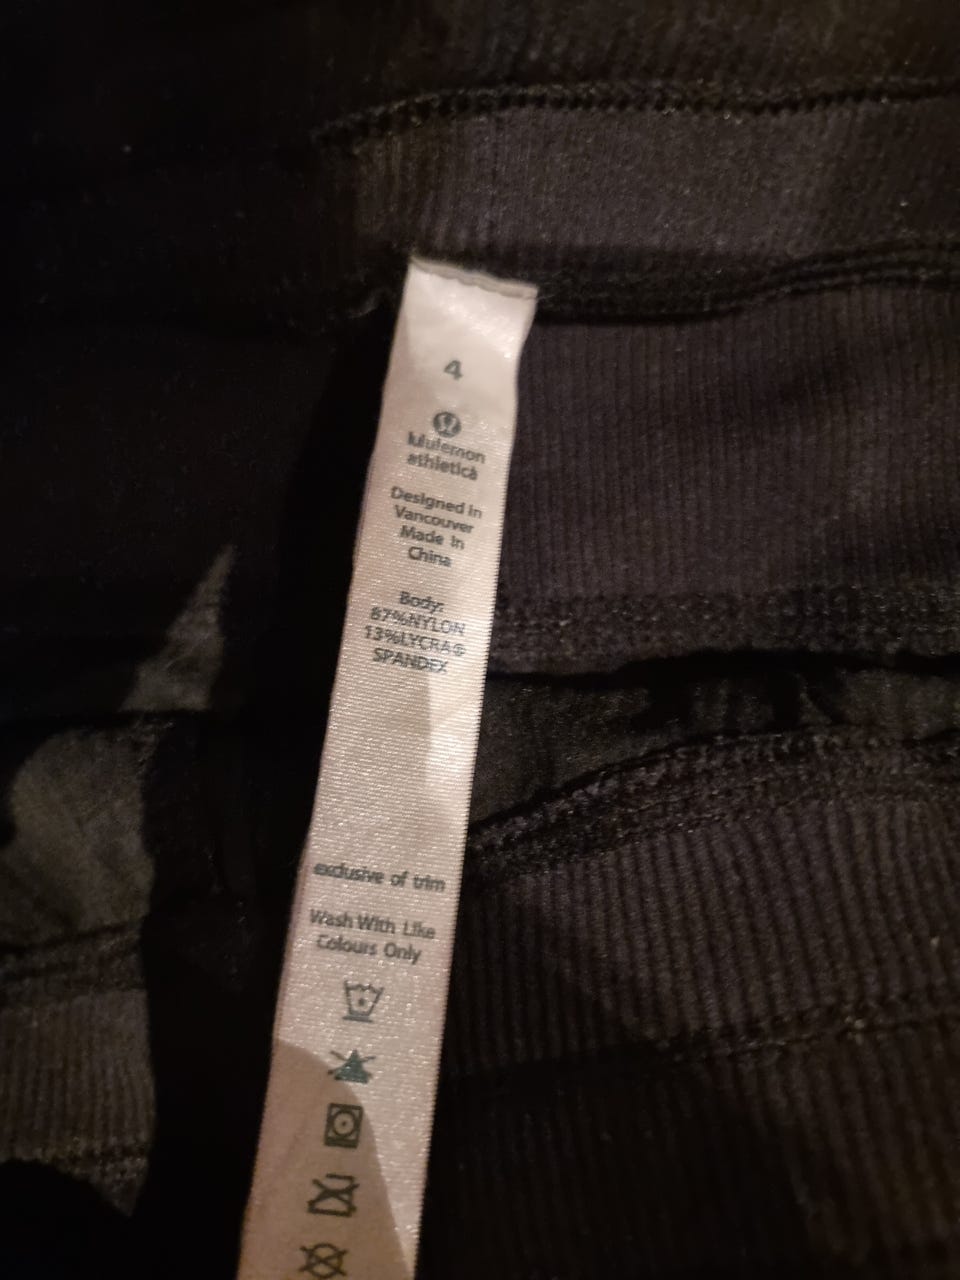 4
lululemon
athletica
Designed in
Vancouver
Made in
China
Body:
87%NYLON
13%LYCRA®
SPANDEX
exclusive of trim
Wash With Like
Colours Only